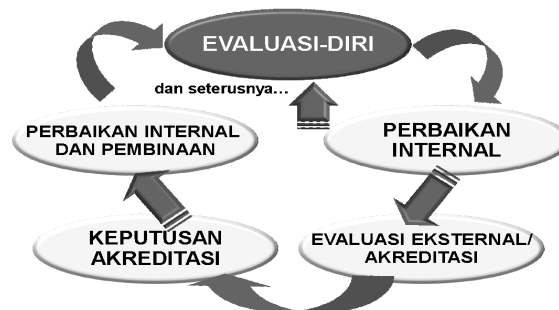 EVALUASI-DIRI
dan seterusnya...
PERBAIKAN
INTERNAL
EVALUASI EKSTERNAL/
AKREDITASI
KEPUTUSAN
AKREDITASI
PERBAIKAN INTERNAL
DAN PEMBINAAN